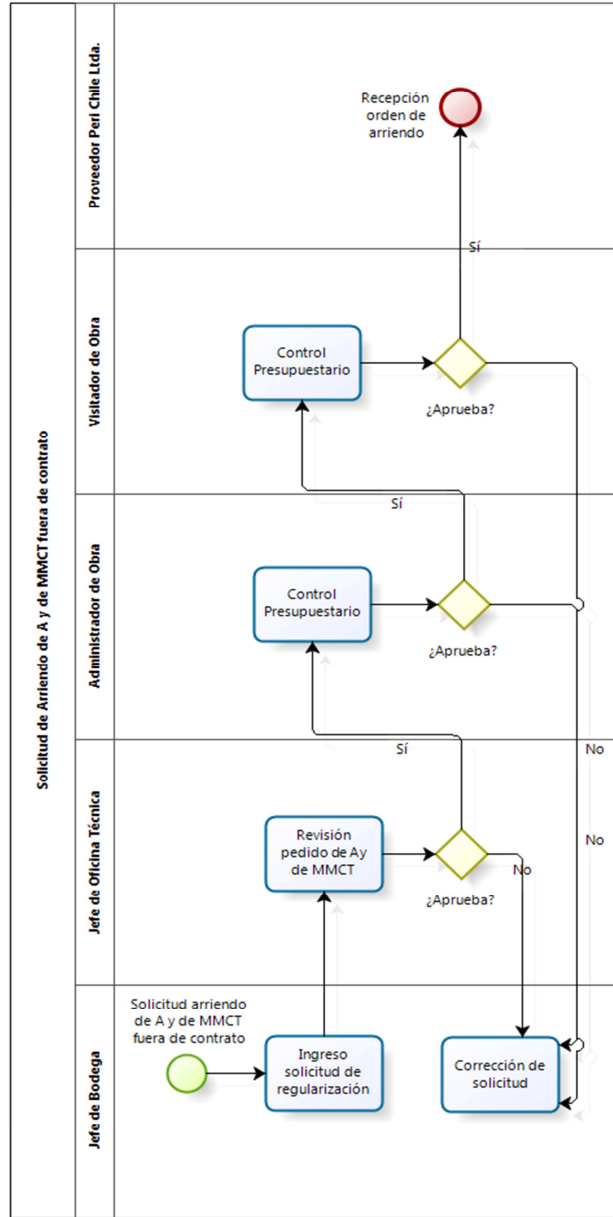 Solicitud de Arriendo de A y de MMCT fuera de contrato
Proveedor Peri Chile Ltda.
Recepción
orden de
arriendo
Sí
Visitador de Obra
Control
Presupuestario
¿Aprueba?
Sí
Administrador de Obra
Control
Presupuestario
¿Aprueba?
Sí
No
Jefe de Oficina Técnica
Revisión
pedido de Ay
de MMCT
¿Aprueba?
No
No
Jefe de Bodega
Solicitud arriendo
de A y de MMCT
fuera de contrato
Ingreso
solicitud de
regularización
Corrección de
solicitud